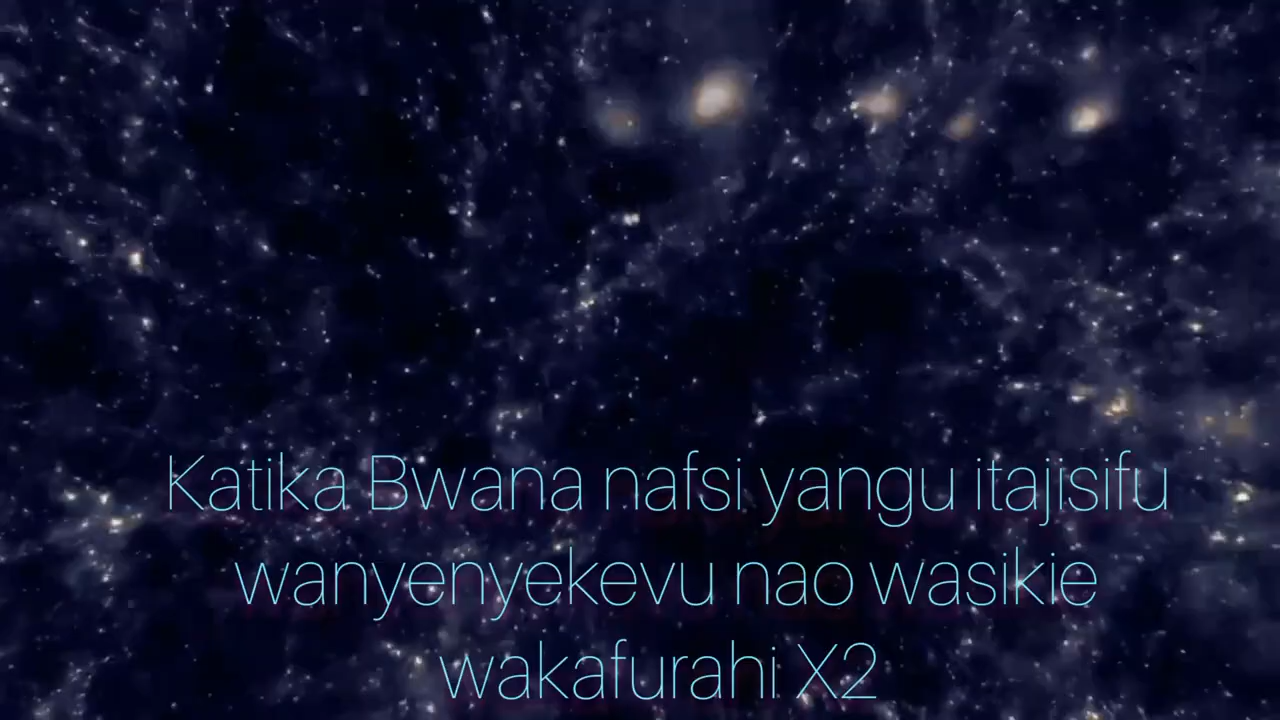 Katika Bwana nafsi yangu itajisifu
wanyenyekevu nao wasikie
wakafurahi X2